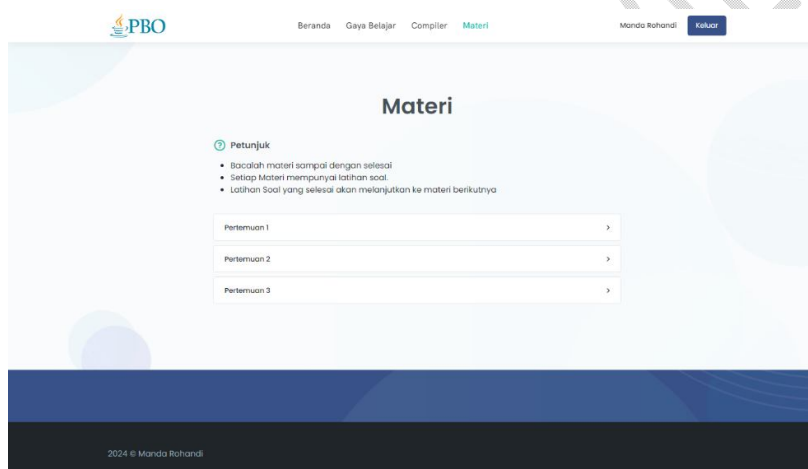 PBO
Beranda Gaya Belajar Compiler Materi
Manda Rohandi Keluar
Materi
Petunjuk
Bacalah materi sampai dengan selesai
Setiap Materi mempunyai latihan soal.
Latihan Soal yang selesai akan melanjutkan ke materi berikutnya
Pertemuan 1
Pertemuan 2
Pertemuan 3
2024 © Manda Rohandi